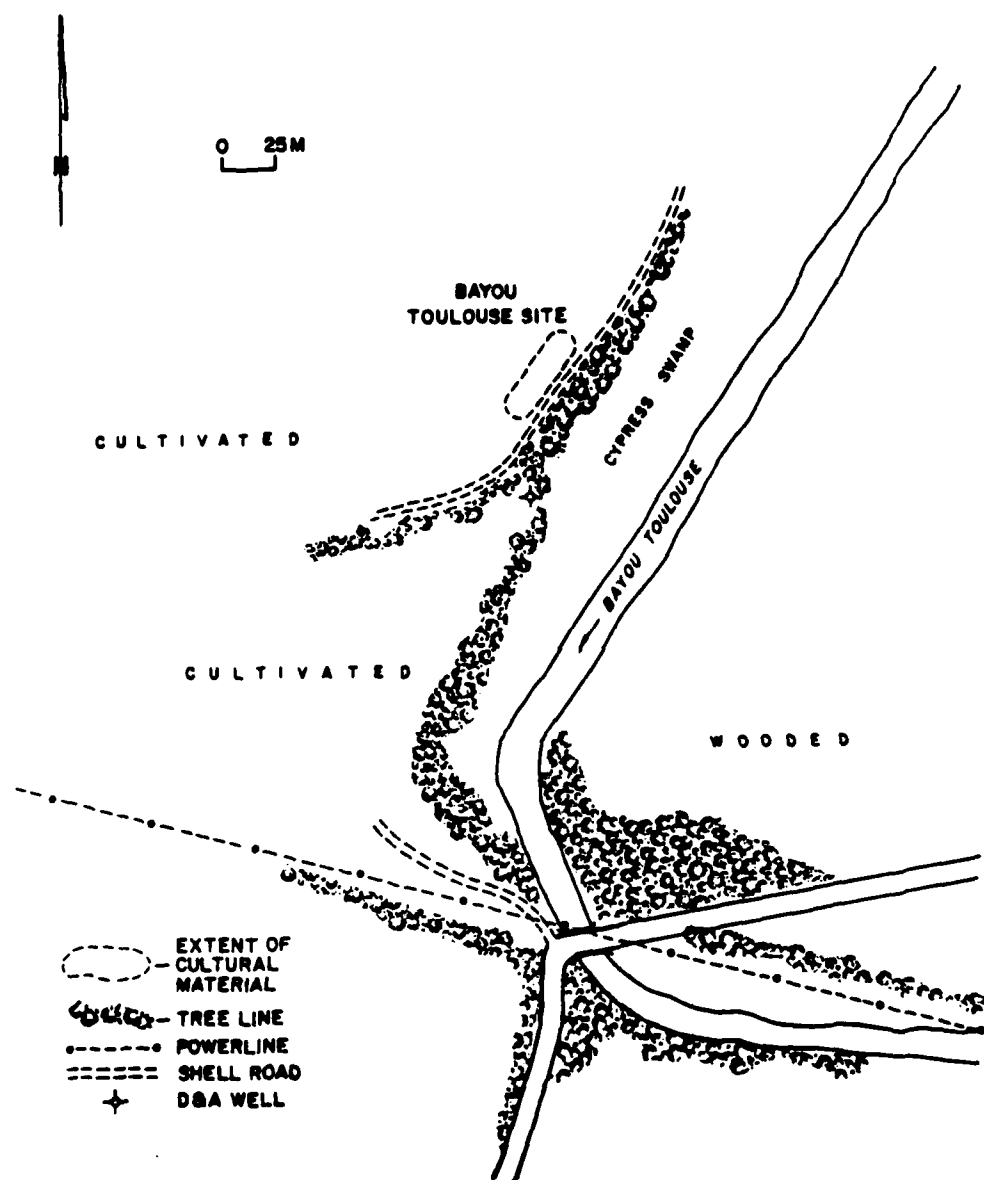 N
0 25M
BAYOU
TOULOUSE SITE
CYPRESS SWAMP
CULTIVATED
BAYOU TOULOUSE
CULTIVATED
WOODED
EXTENT OF
CULTURAL
MATERIAL
TREE LINE
POWERLINE
SHELL ROAD
D&A WELL